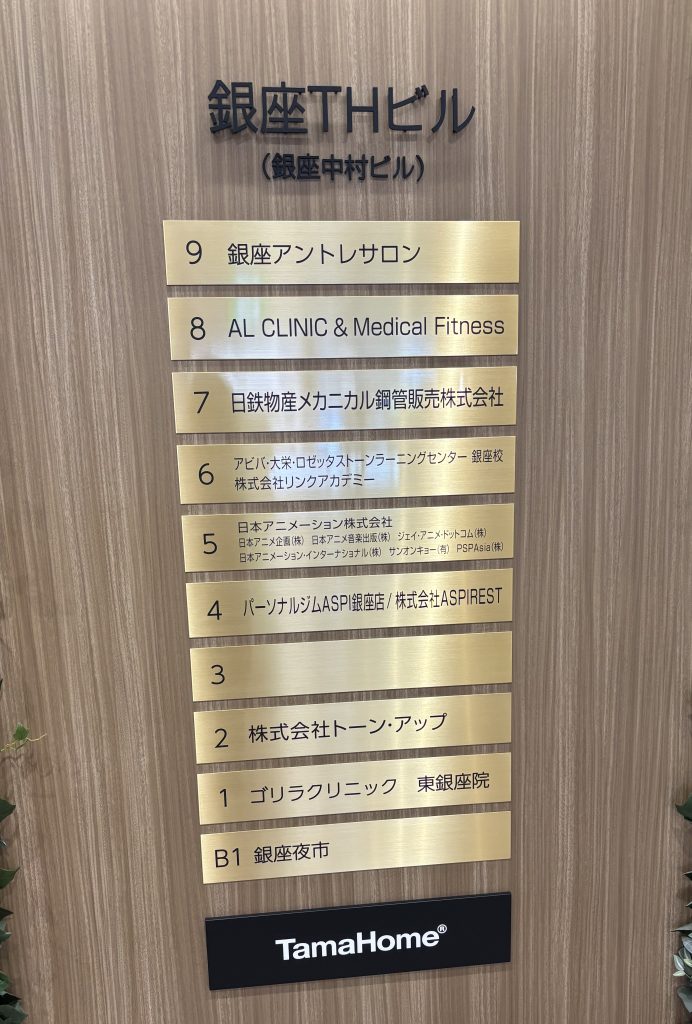 銀座THビル
(銀座中村ビル)
9 銀座アントレサロン
8 AL CLINIC & Medical Fitness
7 日鉄物産メカニカル鋼管販売株式会社
6 アビバ・大栄・ロゼッタストーンラーニングセンター 銀座校
株式会社リンクアカデミー
5 日本アニメーション株式会社
日本アニメ企画(株) 日本アニメ音楽出版(株) ジェイ・アニメ・ドットコム(株)
日本アニメーション・インターナショナル(株) サンオンキョー(有) PSPAsia(株)
4 パーソナルジムASPI銀座店/株式会社ASPIREST
3
2 株式会社トーン・アップ
1 ゴリラクリニック 東銀座院
B1 銀座夜市
TamaHome®